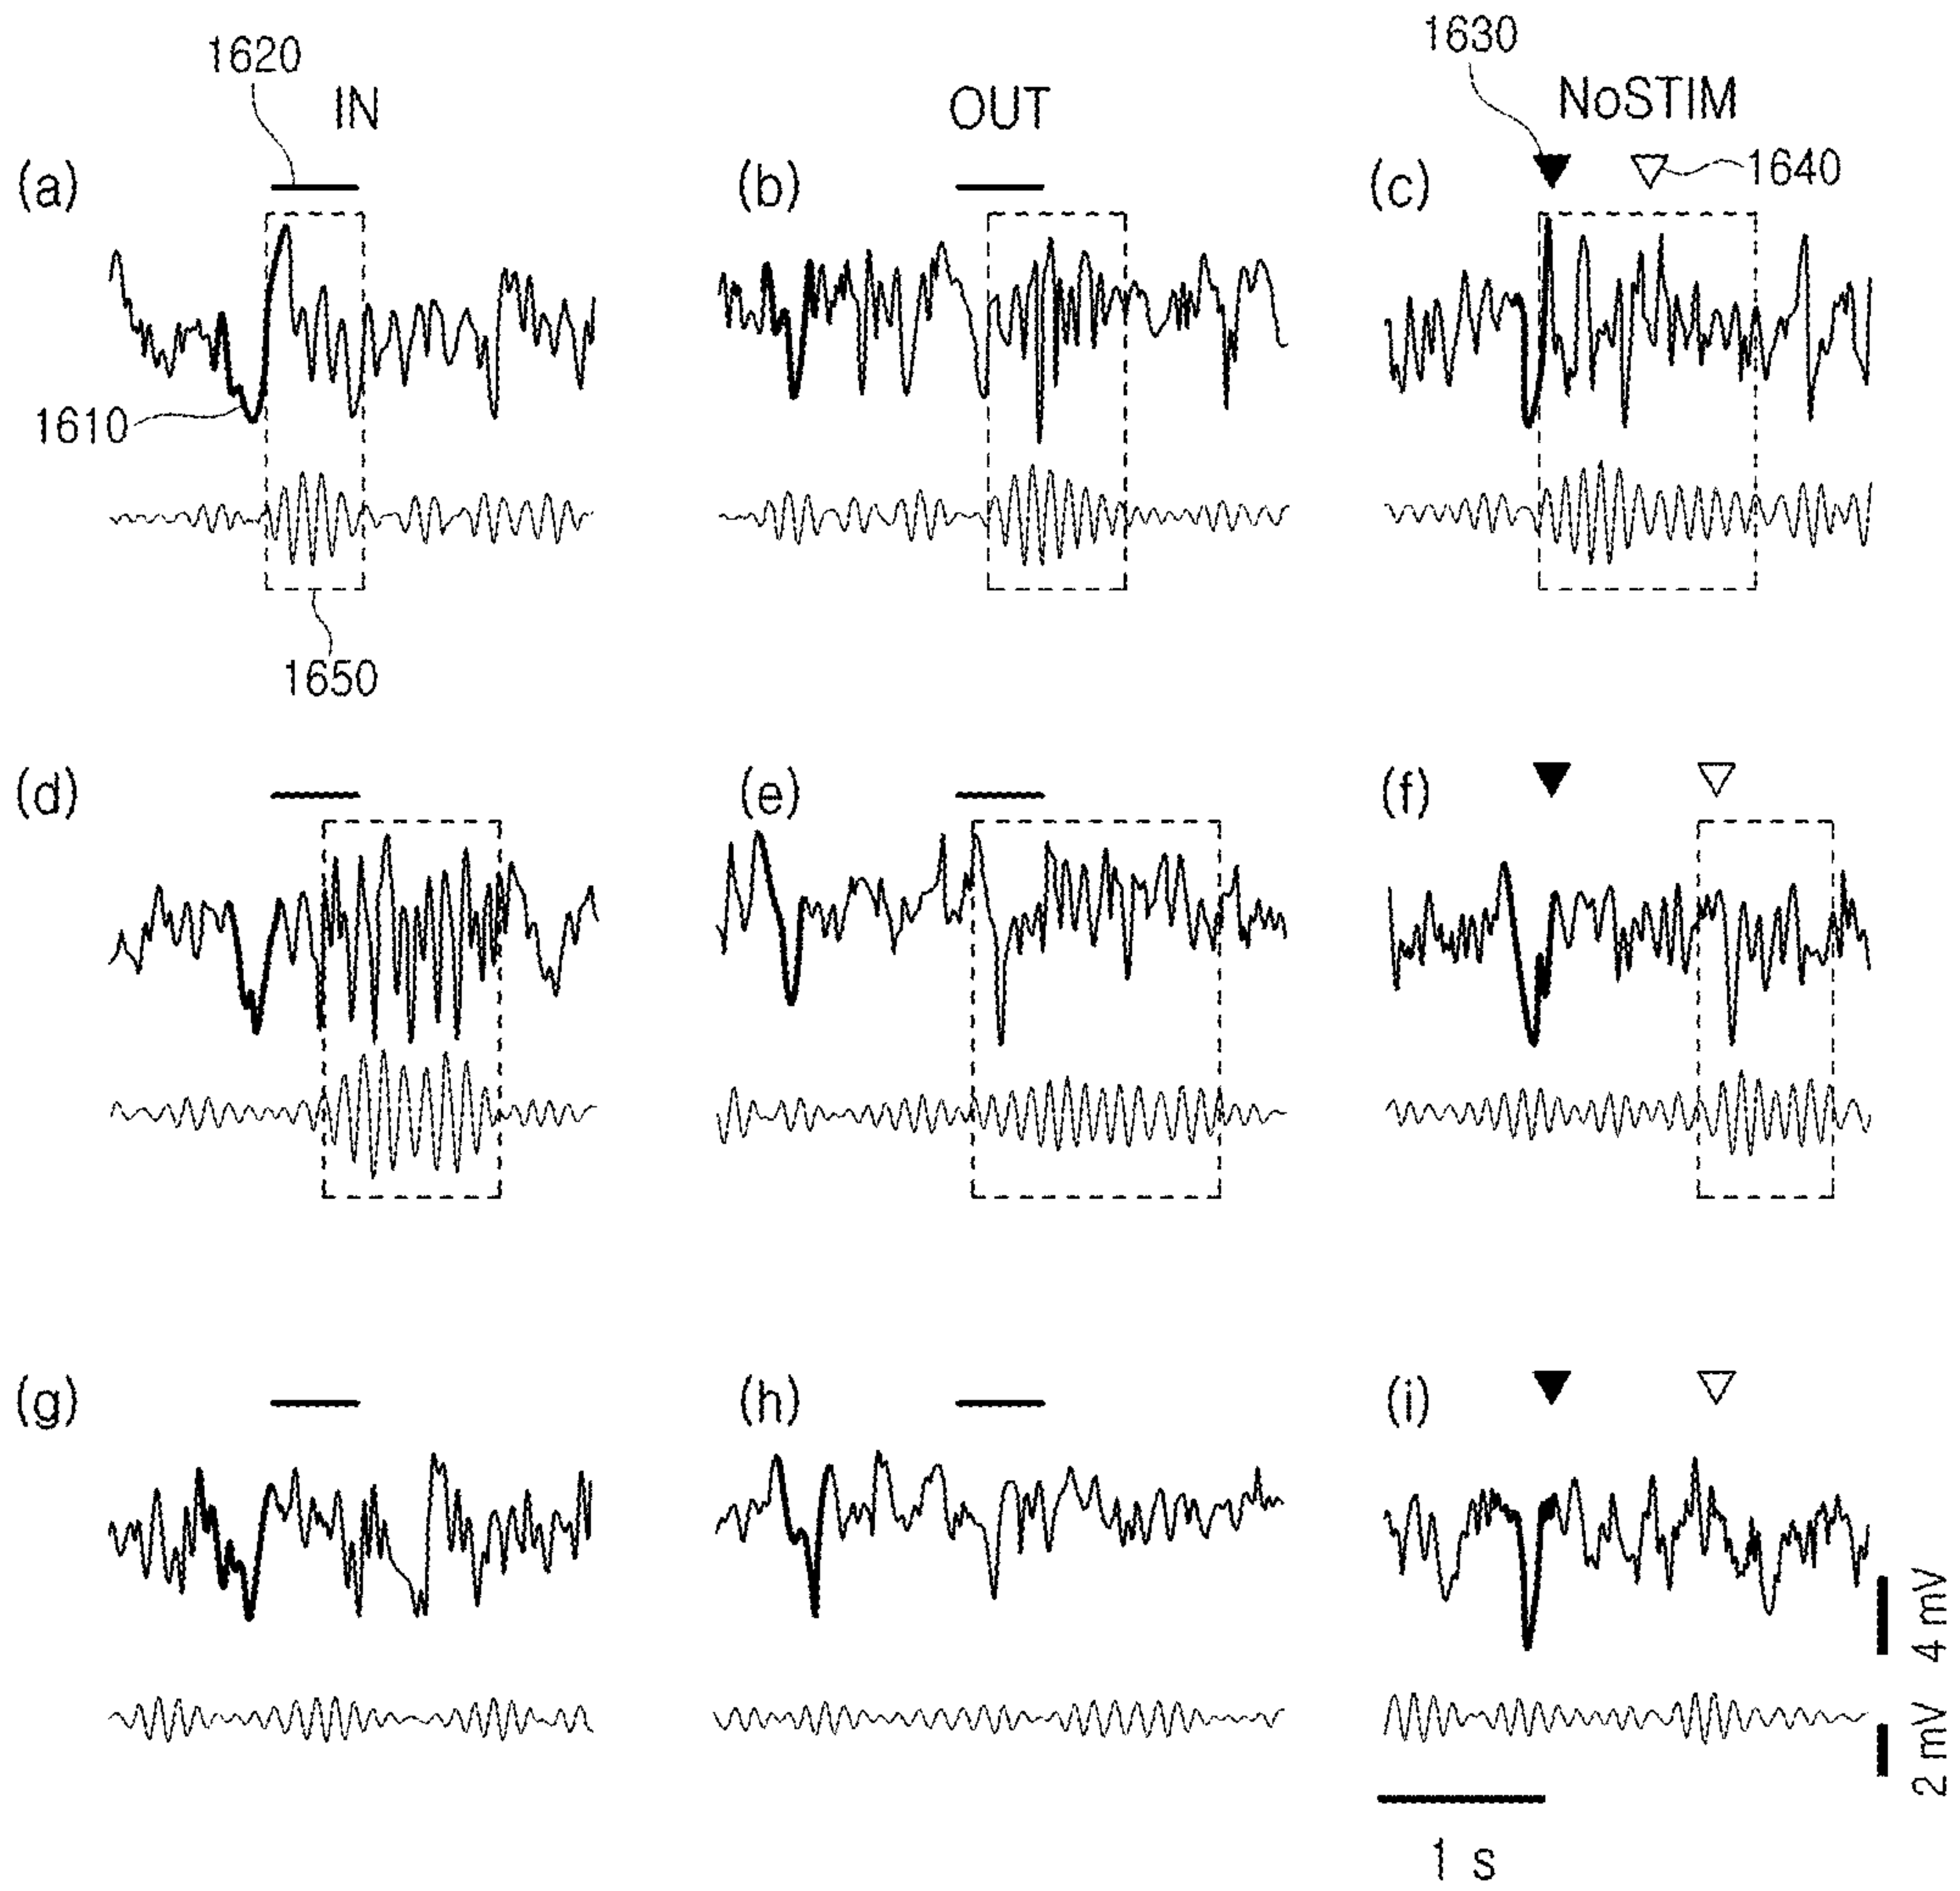 1620
IN
OUT
1630
NoSTIM
(a)
(b)
(c)
1640
1610
1650
(d)
(e)
(f)
(g)
(h)
(i)
4 mV
2 mV
1 s